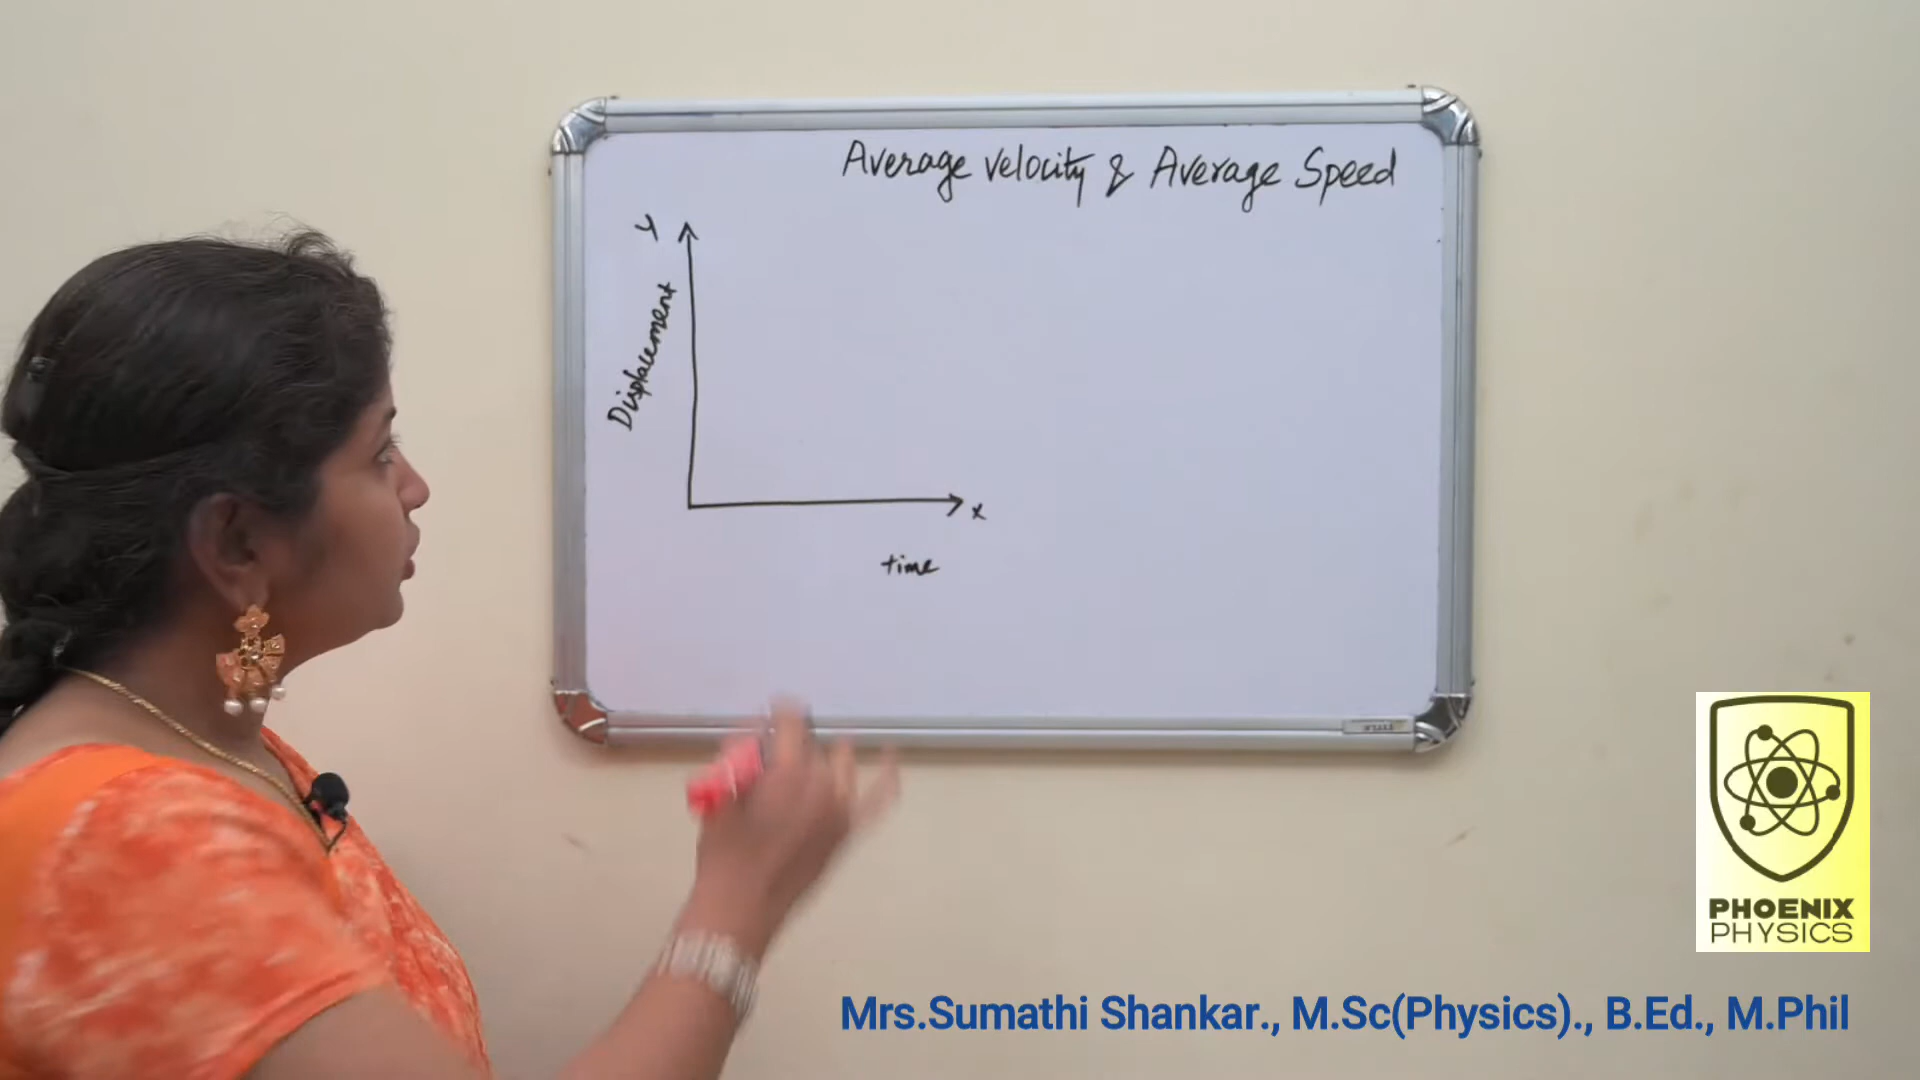 Average Velocity & Average Speed
Y
Displacement
x
time
PHOENIX
PHYSICS
Mrs.Sumathi Shankar., M.Sc(Physics)., B.Ed., M.Phil